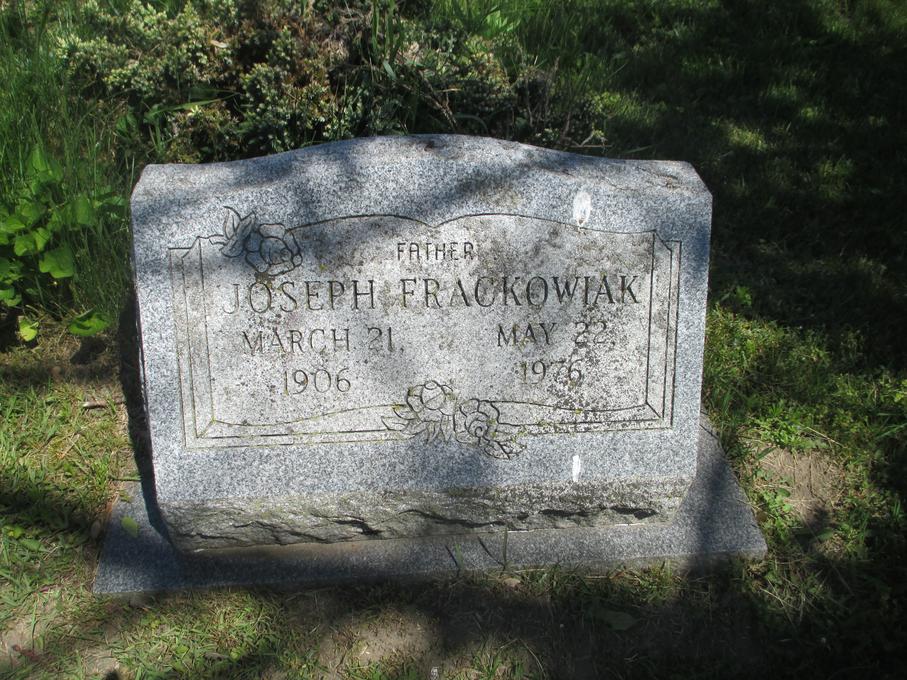 FATHER
JOSEPH FRACKOWIAK
MARCH 21, MAY 22,
1906 1976